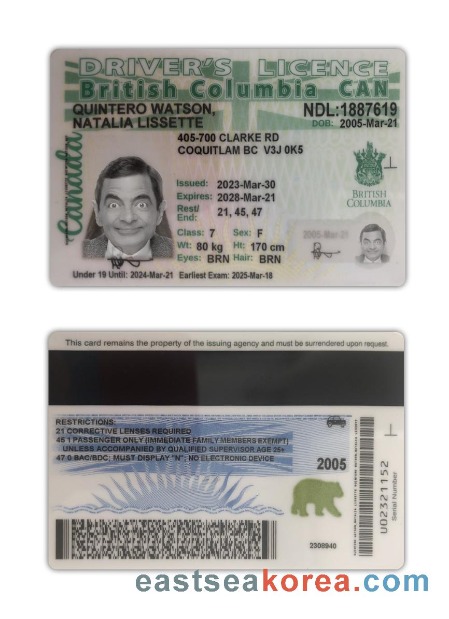 DRIVER'S LICENCE
British Columbia CAN
QUINTERO WATSON,
NATALIA LISSETTE
NDL:1887619
DOB: 2005-Mar-21
405-700 CLARKE RD
COQUITLAM BC V3J 0K5
Canada
Issued: 2023-Mar-30
Expires: 2028-Mar-21
Rest/
End: 21, 45, 47
BRITISH
COLUMBIA
Class: 7 Sex: F
Wt: 80 kg Ht: 170 cm
Eyes: BRN Hair: BRN
2005-Mar-21
Under 19 Until: 2024-Mar-21 Earliest Exam: 2025-Mar-18
This card remains the property of the issuing agency and must be surrendered upon request.
RESTRICTIONS:
21 CORRECTIVE LENSES REQUIRED
45 1 PASSENGER ONLY (IMMEDIATE FAMILY MEMBERS EXEMPT)
UNLESS ACCOMPANIED BY QUALIFIED SUPERVISOR AGE 25+
47 0 BAC/BDC; MUST DISPLAY "N"; NO ELECTRONIC DEVICE
2005
U02321152
Serial Number
2300940
eastseakorea.com